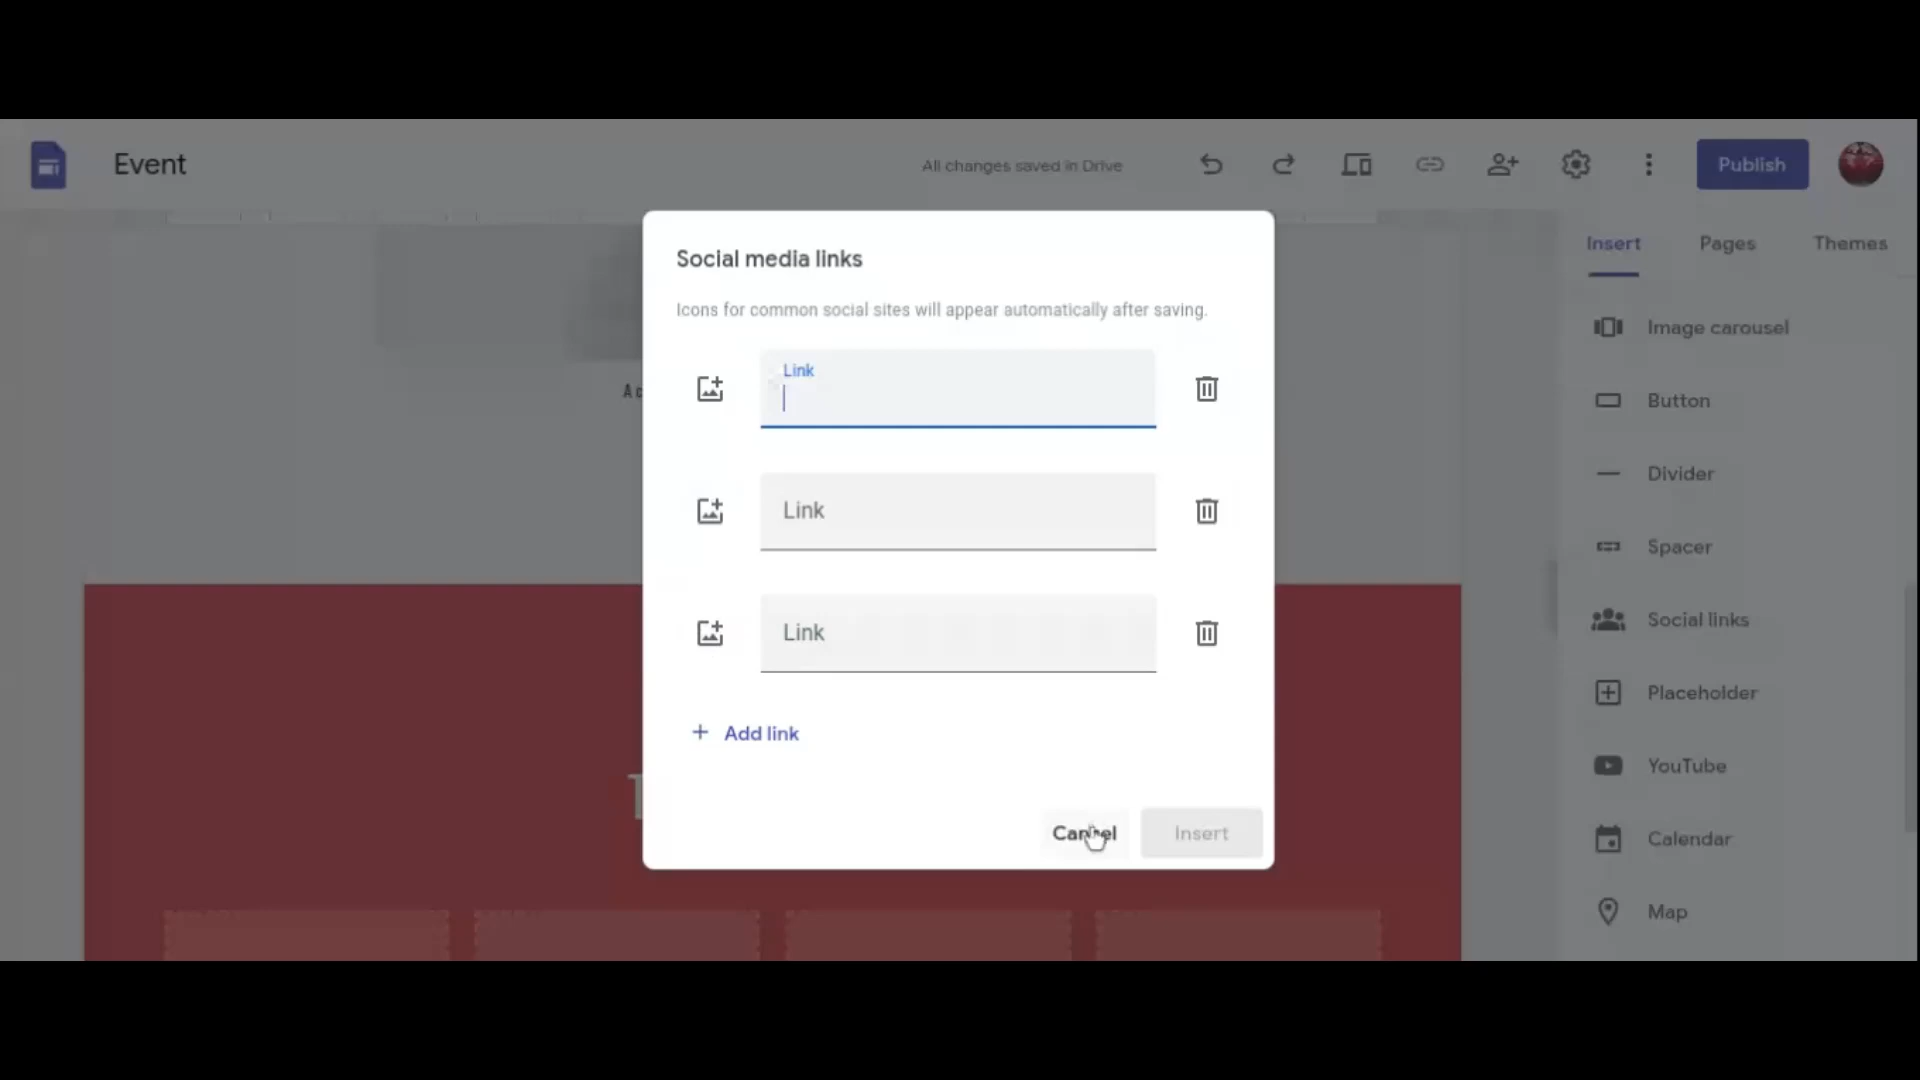 Event
All changes saved in Drive
Publish
Insert
Pages
Themes
Social media links
Icons for common social sites will appear automatically after saving.
Link
Link
Link
Add link
Cancel
Insert
Image carousel
Button
Divider
Spacer
Social links
Placeholder
YouTube
Calendar
Map